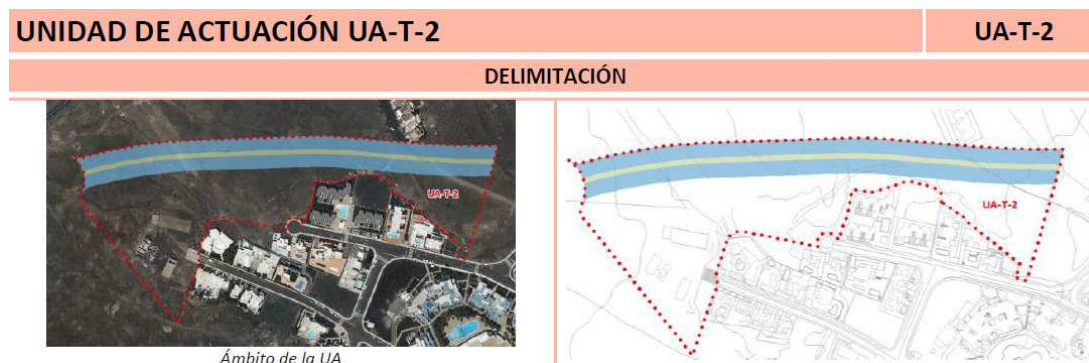 UNIDAD DE ACTUACIÓN UA-T-2
UA-T-2
DELIMITACIÓN
UA-T-2
UA-T-2
Ámbito de la UA